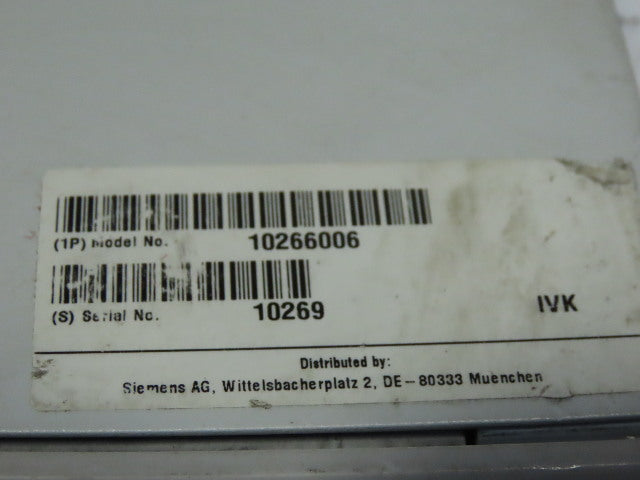 (1P) Model No. 10266006
(S) Serial No. 10269 IVK
Distributed by:
Siemens AG, Wittelsbacherplatz 2, DE-80333 Muenchen